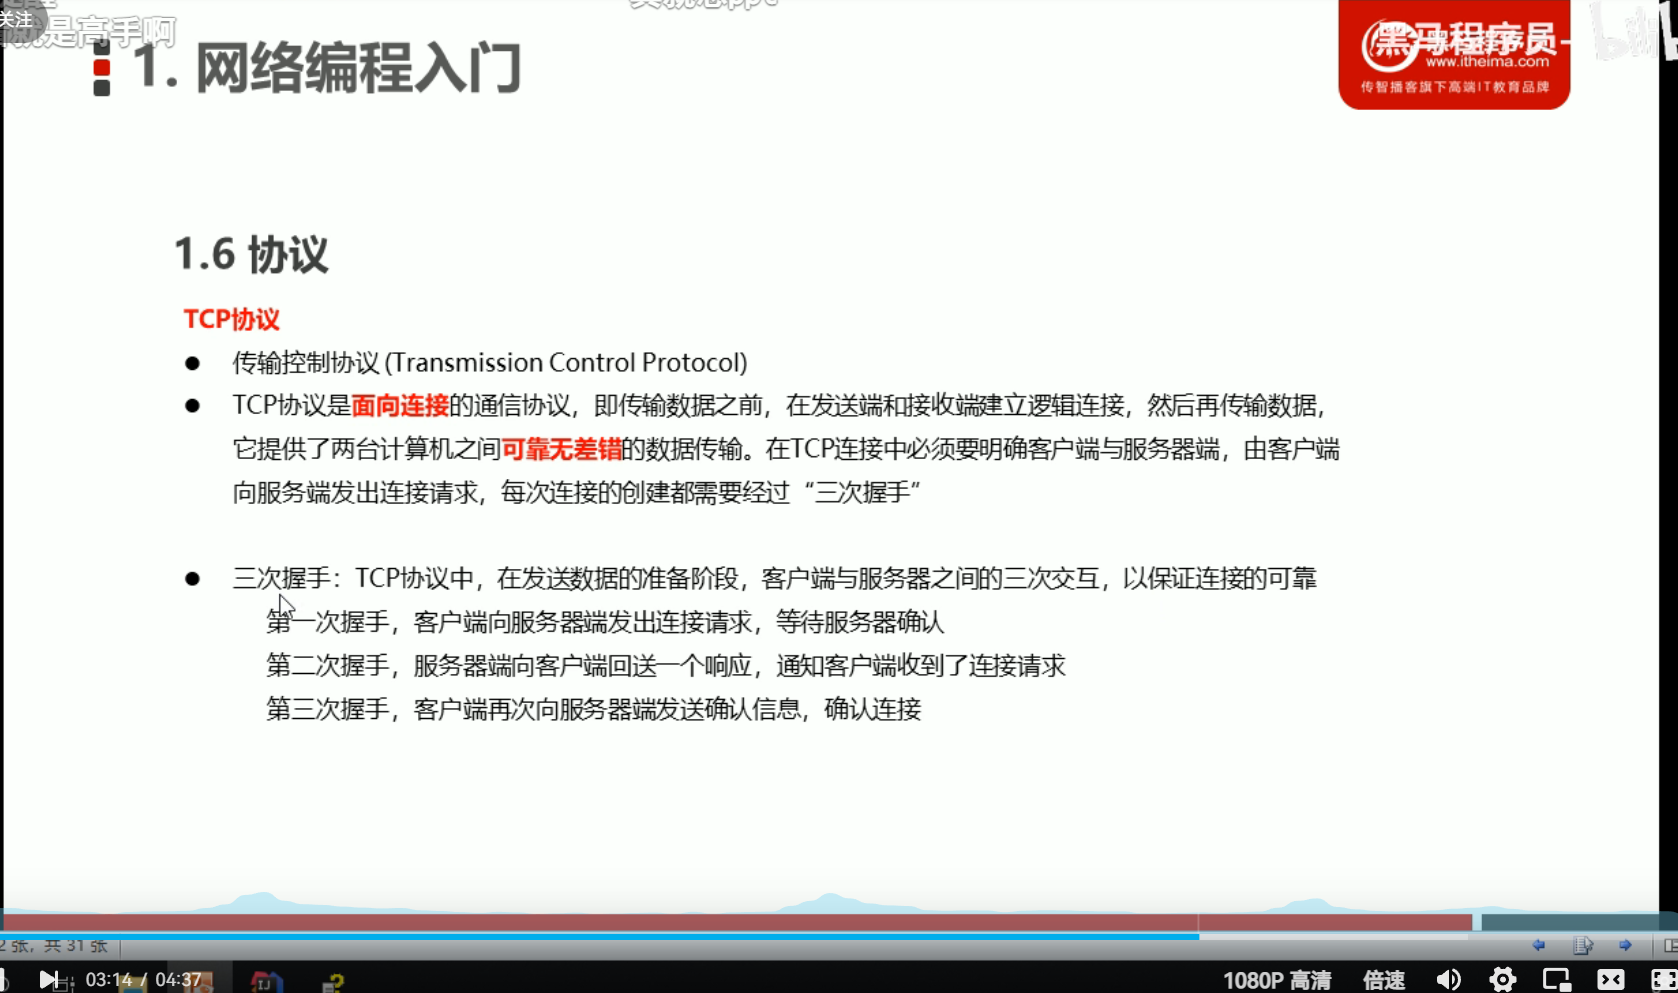 关注
就是高手啊
1. 网络编程入门
黑马程序员
www.itheima.com
传智播客旗下高端IT教育品牌
1.6 协议
TCP协议
● 传输控制协议 (Transmission Control Protocol)
● TCP协议是面向连接的通信协议，即传输数据之前，在发送端和接收端建立逻辑连接，然后再传输数据，
它提供了两台计算机之间可靠无差错的数据传输。在TCP连接中必须要明确客户端与服务器端，由客户端
向服务端发出连接请求，每次连接的创建都需要经过“三次握手”
● 三次握手：TCP协议中，在发送数据的准备阶段，客户端与服务器之间的三次交互，以保证连接的可靠
第一次握手，客户端向服务器端发出连接请求，等待服务器确认
第二次握手，服务器端向客户端回送一个响应，通知客户端收到了连接请求
第三次握手，客户端再次向服务器端发送确认信息，确认连接
2 张，共 31 张
03:14 / 04:37
1080P 高清
倍速